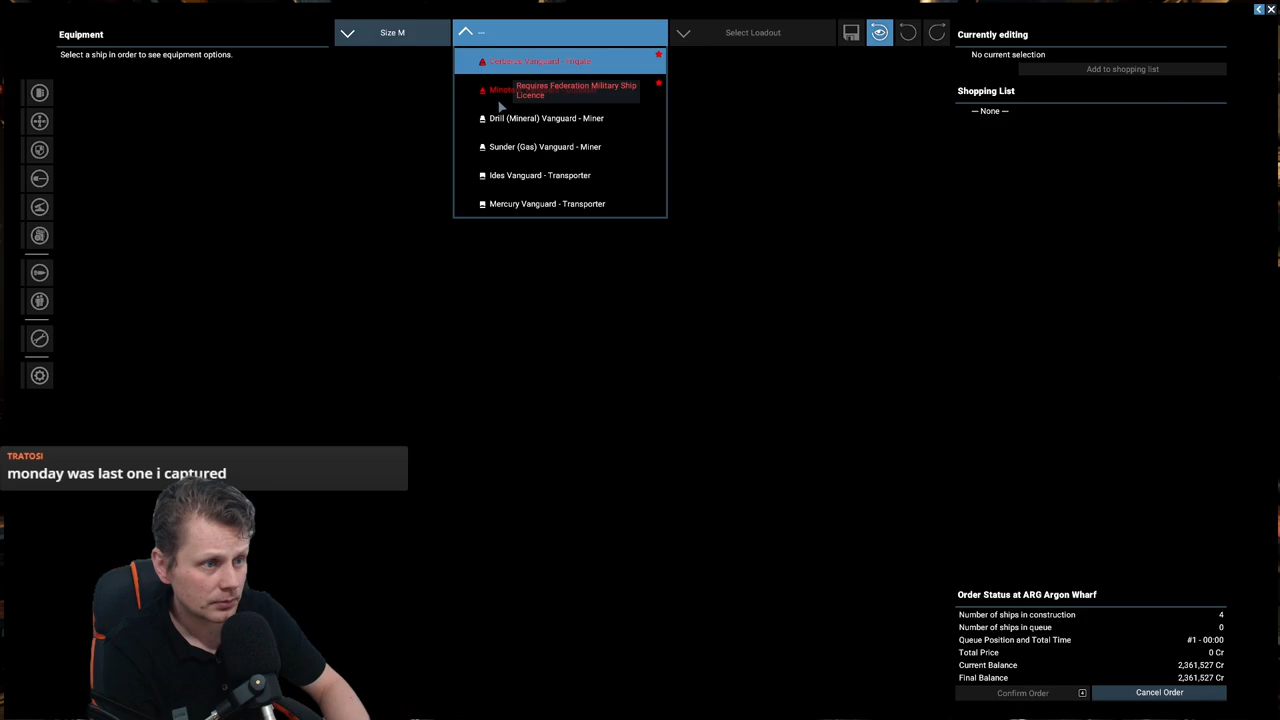 Equipment
Select a ship in order to see equipment options.
Size M
---
Select Loadout
Cerberus Vanguard - Frigate
Requires Federation Military Ship
Licence
Drill (Mineral) Vanguard - Miner
Sunder (Gas) Vanguard - Miner
Ides Vanguard - Transporter
Mercury Vanguard - Transporter
Currently editing
No current selection
Add to shopping list
Shopping List
— None —
TRATOSI
monday was last one i captured
Order Status at ARG Argon Wharf
Number of ships in construction 4
Number of ships in queue 0
Queue Position and Total Time #1 - 00:00
Total Price 0 Cr
Current Balance 2,361,527 Cr
Final Balance 2,361,527 Cr
Confirm Order
Cancel Order